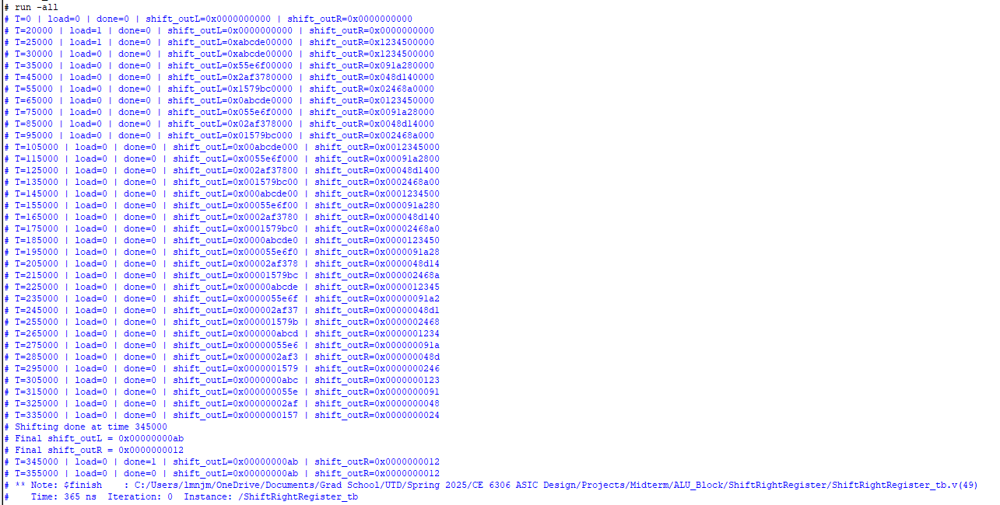 # run -all
# T=0 | load=0 | done=0 | shift_outL=0x0000000000 | shift_outR=0x0000000000
# T=20000 | load=1 | done=0 | shift_outL=0x0000000000 | shift_outR=0x0000000000
# T=25000 | load=1 | done=0 | shift_outL=0xabcde00000 | shift_outR=0x1234500000
# T=30000 | load=0 | done=0 | shift_outL=0xabcde00000 | shift_outR=0x1234500000
# T=35000 | load=0 | done=0 | shift_outL=0x55e6f00000 | shift_outR=0x091a280000
# T=45000 | load=0 | done=0 | shift_outL=0x2af3780000 | shift_outR=0x048d140000
# T=55000 | load=0 | done=0 | shift_outL=0x1579bc0000 | shift_outR=0x02468a0000
# T=65000 | load=0 | done=0 | shift_outL=0x0abcde0000 | shift_outR=0x0123450000
# T=75000 | load=0 | done=0 | shift_outL=0x055e6f0000 | shift_outR=0x0091a28000
# T=85000 | load=0 | done=0 | shift_outL=0x02af378000 | shift_outR=0x0048d14000
# T=95000 | load=0 | done=0 | shift_outL=0x01579bc000 | shift_outR=0x002468a000
# T=105000 | load=0 | done=0 | shift_outL=0x00abcde000 | shift_outR=0x0012345000
# T=115000 | load=0 | done=0 | shift_outL=0x0055e6f000 | shift_outR=0x00091a2800
# T=125000 | load=0 | done=0 | shift_outL=0x002af37800 | shift_outR=0x00048d1400
# T=135000 | load=0 | done=0 | shift_outL=0x001579bc00 | shift_outR=0x0002468a00
# T=145000 | load=0 | done=0 | shift_outL=0x000abcde00 | shift_outR=0x0001234500
# T=155000 | load=0 | done=0 | shift_outL=0x00055e6f00 | shift_outR=0x000091a280
# T=165000 | load=0 | done=0 | shift_outL=0x0002af3780 | shift_outR=0x000048d140
# T=175000 | load=0 | done=0 | shift_outL=0x0001579bc0 | shift_outR=0x00002468a0
# T=185000 | load=0 | done=0 | shift_outL=0x0000abcde0 | shift_outR=0x0000123450
# T=195000 | load=0 | done=0 | shift_outL=0x000055e6f0 | shift_outR=0x0000091a28
# T=205000 | load=0 | done=0 | shift_outL=0x00002af378 | shift_outR=0x0000048d14
# T=215000 | load=0 | done=0 | shift_outL=0x00001579bc | shift_outR=0x000002468a
# T=225000 | load=0 | done=0 | shift_outL=0x00000abcde | shift_outR=0x0000012345
# T=235000 | load=0 | done=0 | shift_outL=0x0000055e6f | shift_outR=0x00000091a2
# T=245000 | load=0 | done=0 | shift_outL=0x000002af37 | shift_outR=0x00000048d1
# T=255000 | load=0 | done=0 | shift_outL=0x000001579b | shift_outR=0x0000002468
# T=265000 | load=0 | done=0 | shift_outL=0x000000abcd | shift_outR=0x0000001234
# T=275000 | load=0 | done=0 | shift_outL=0x00000055e6 | shift_outR=0x000000091a
# T=285000 | load=0 | done=0 | shift_outL=0x0000002af3 | shift_outR=0x000000048d
# T=295000 | load=0 | done=0 | shift_outL=0x0000001579 | shift_outR=0x0000000246
# T=305000 | load=0 | done=0 | shift_outL=0x0000000abc | shift_outR=0x0000000123
# T=315000 | load=0 | done=0 | shift_outL=0x000000055e | shift_outR=0x0000000091
# T=325000 | load=0 | done=0 | shift_outL=0x00000002af | shift_outR=0x0000000048
# T=335000 | load=0 | done=0 | shift_outL=0x0000000157 | shift_outR=0x0000000024
# Shifting done at time 345000
# Final shift_outL = 0x00000000ab
# Final shift_outR = 0x0000000012
# T=345000 | load=0 | done=1 | shift_outL=0x00000000ab | shift_outR=0x0000000012
# T=355000 | load=0 | done=0 | shift_outL=0x00000000ab | shift_outR=0x0000000012
# ** Note: $finish    : C:/Users/lmnjm/OneDrive/Documents/Grad School/UTD/Spring 2025/CE 6306 ASIC Design/Projects/Midterm/ALU_Block/ShiftRightRegister/ShiftRightRegister_tb.v(49)
#    Time: 365 ns  Iteration: 0  Instance: /ShiftRightRegister_tb